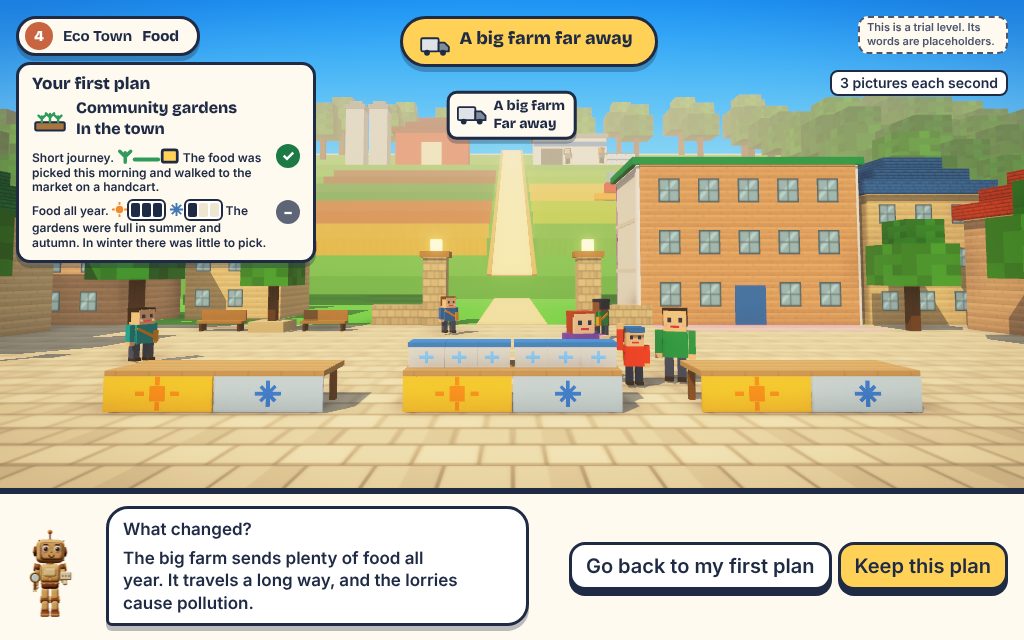 4 Eco Town Food
A big farm far away
This is a trial level. Its
words are placeholders.
3 pictures each second
Your first plan
Community gardens
In the town
Short journey. The food was
picked this morning and walked to the
market on a handcart.
Food all year. The
gardens were full in summer and
autumn. In winter there was little to pick.
A big farm
Far away
What changed?
The big farm sends plenty of food all
year. It travels a long way, and the lorries
cause pollution.
Go back to my first plan
Keep this plan